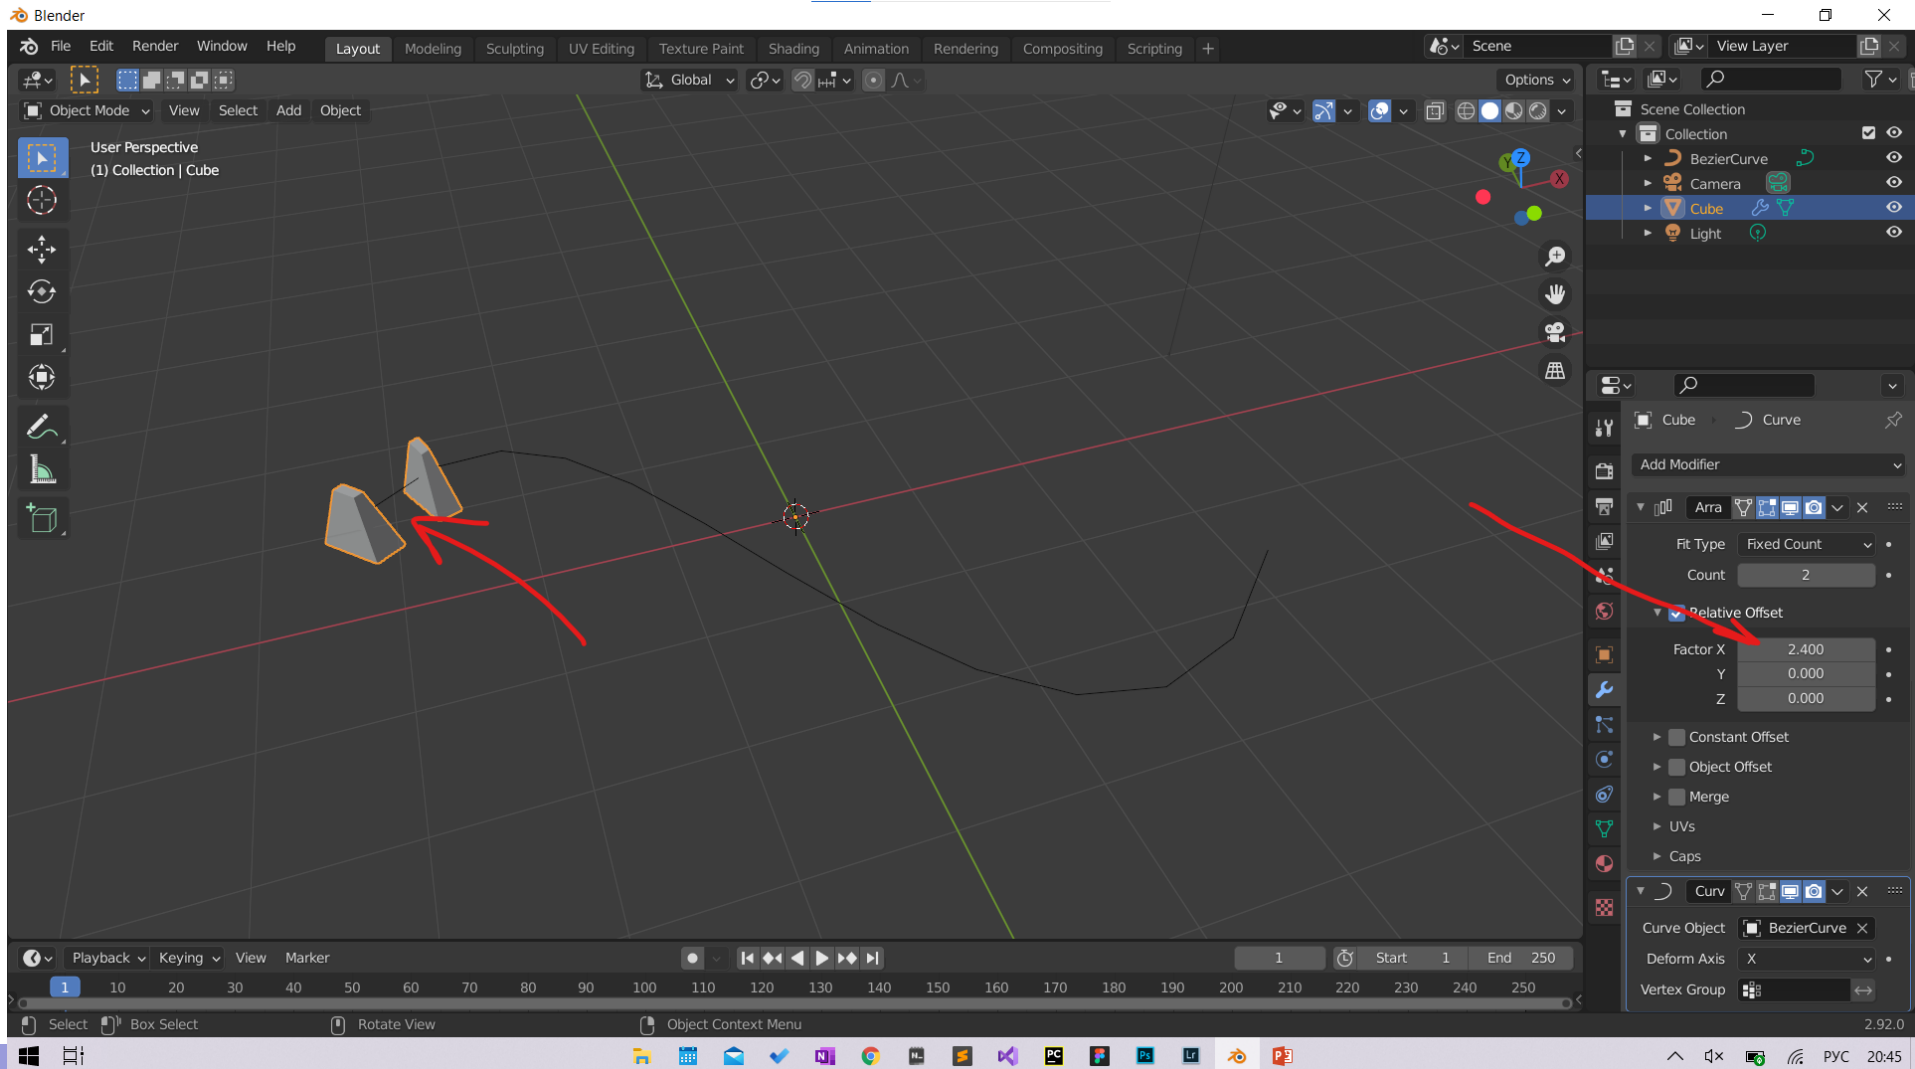 Blender
File Edit Render Window Help Layout Modeling Sculpting UV Editing Texture Paint Shading Animation Rendering Compositing Scripting + Scene View Layer
Global Options
Object Mode View Select Add Object
User Perspective
(1) Collection | Cube
Z
Y
X
Scene Collection
Collection
BezierCurve
Camera
Cube
Light
Cube Curve
Add Modifier
Arra
Fit Type Fixed Count
Count 2
Relative Offset
Factor X 2.400
Y 0.000
Z 0.000
Constant Offset
Object Offset
Merge
UVs
Caps
Curv
Curve Object BezierCurve
Deform Axis X
Vertex Group
Playback Keying View Marker 1 Start 1 End 250
1 10 20 30 40 50 60 70 80 90 100 110 120 130 140 150 160 170 180 190 200 210 220 230 240 250
Select Box Select Rotate View Object Context Menu 2.92.0
PC Ps Lr РУС 20:45